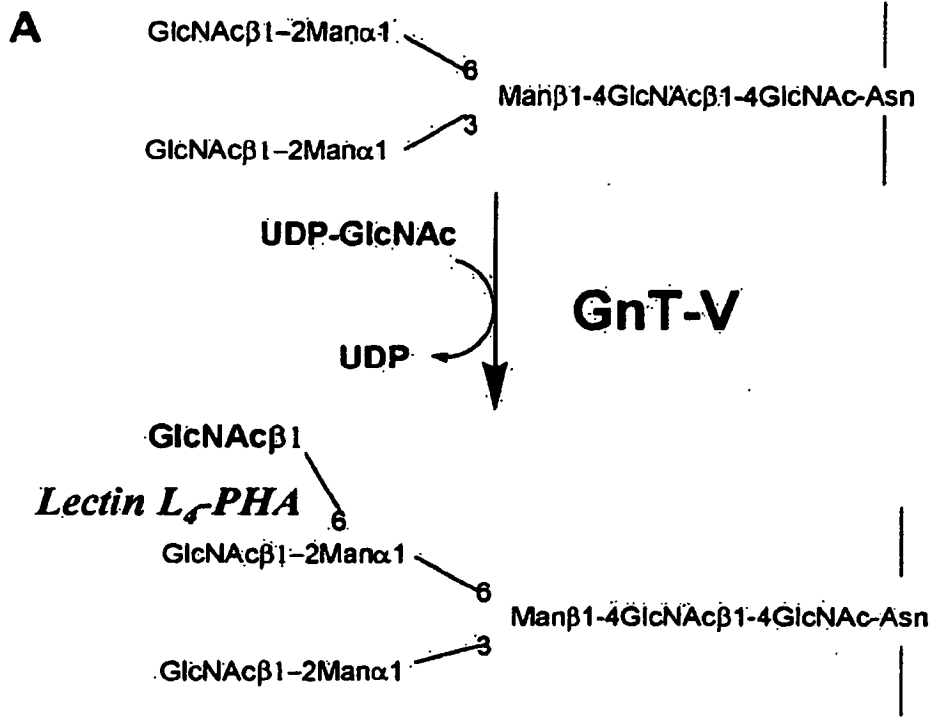 A
GlcNAcβ1-2Manα1
6
Manβ1-4GlcNAcβ1-4GlcNAc-Asn
3
GlcNAcβ1-2Manα1
UDP-GlcNAc
GnT-V
UDP
GlcNAcβ1
Lectin L4-PHA
6
GlcNAcβ1-2Manα1
6
Manβ1-4GlcNAcβ1-4GlcNAc-Asn
3
GlcNAcβ1-2Manα1